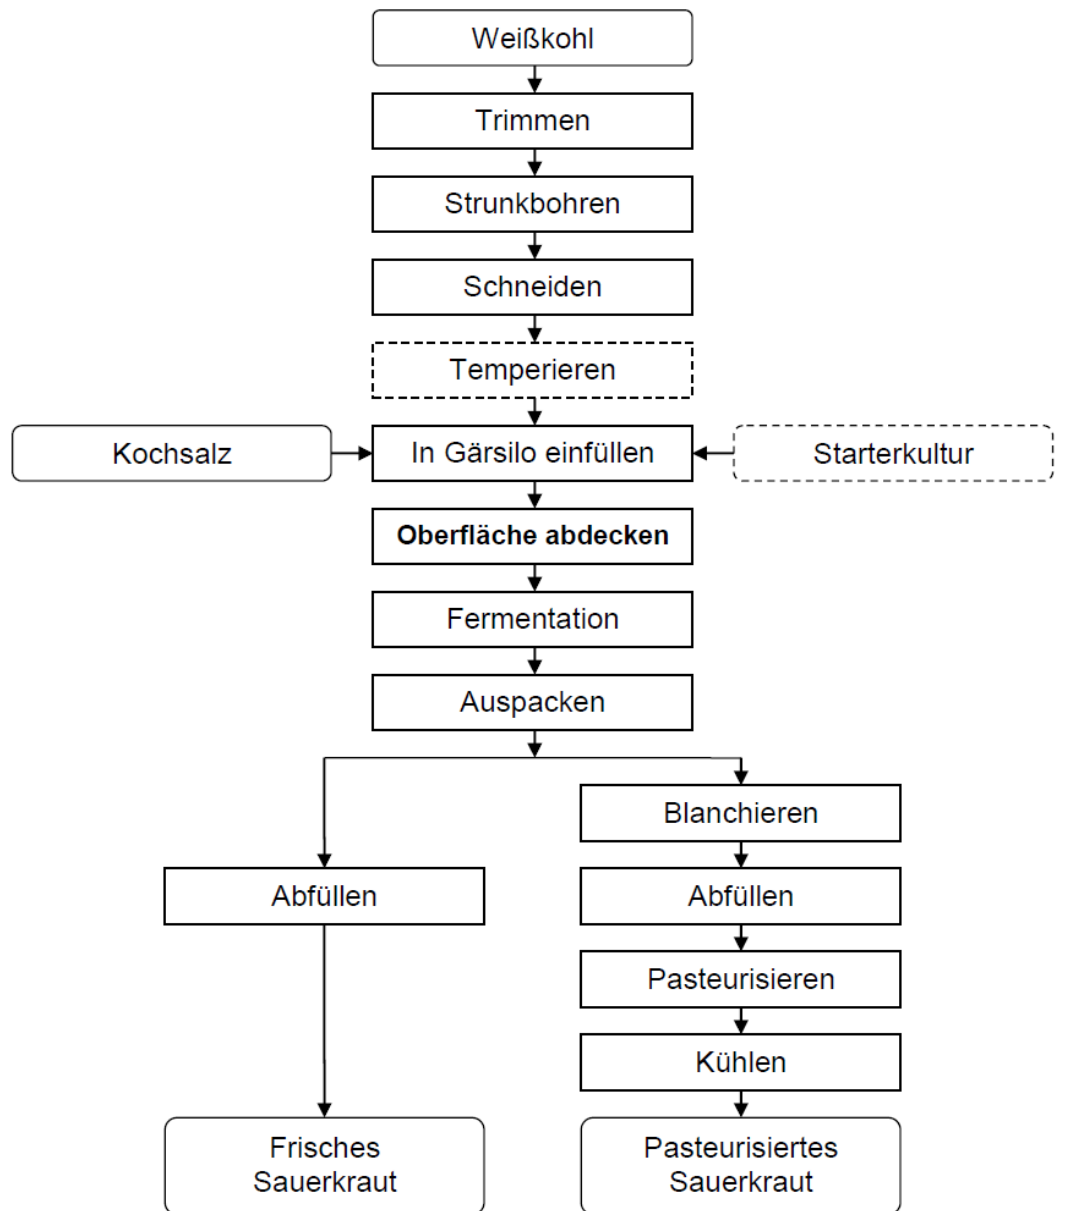 Weißkohl
Trimmen
Strunkbohren
Schneiden
Temperieren
Kochsalz
In Gärsilo einfüllen
Starterkultur
Oberfläche abdecken
Fermentation
Auspacken
Blanchieren
Abfüllen
Abfüllen
Pasteurisieren
Kühlen
Frisches
Sauerkraut
Pasteurisiertes
Sauerkraut